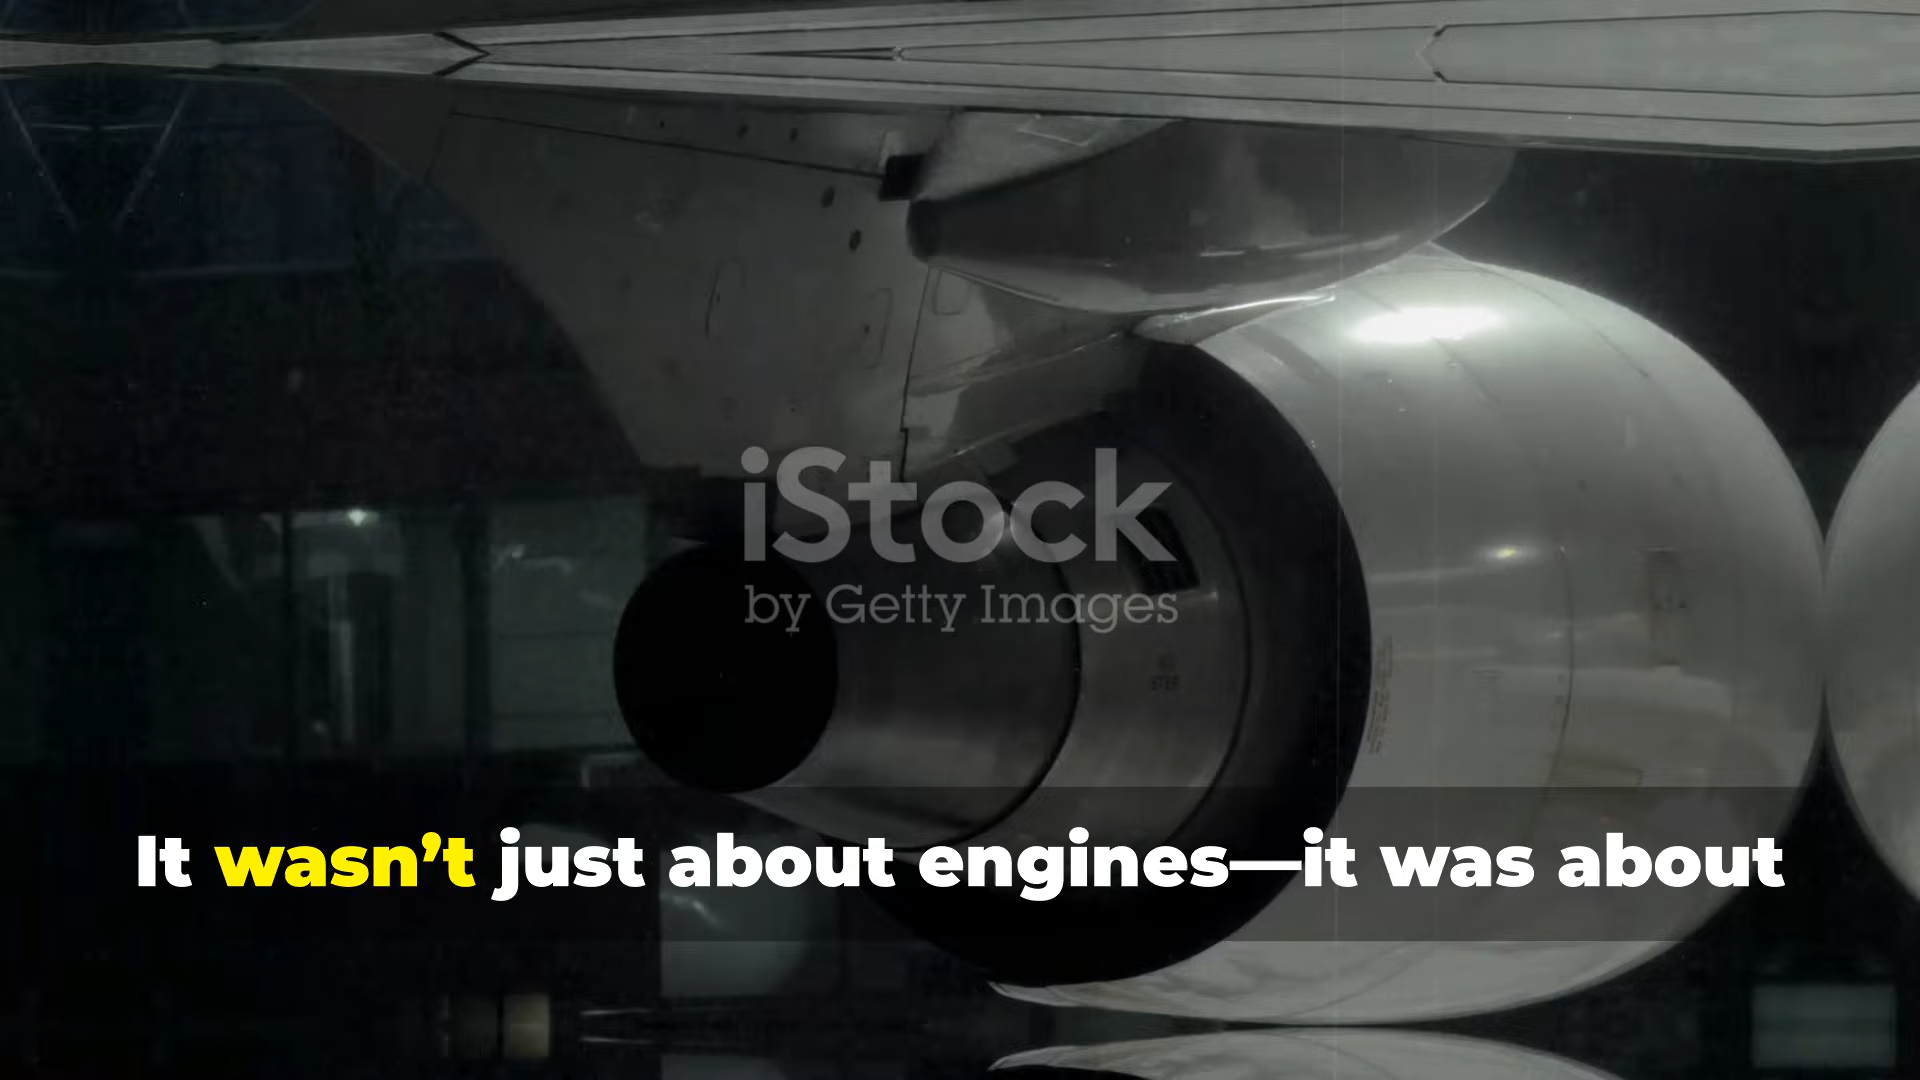 iStock
by Getty Images
It wasn’t just about engines—it was about